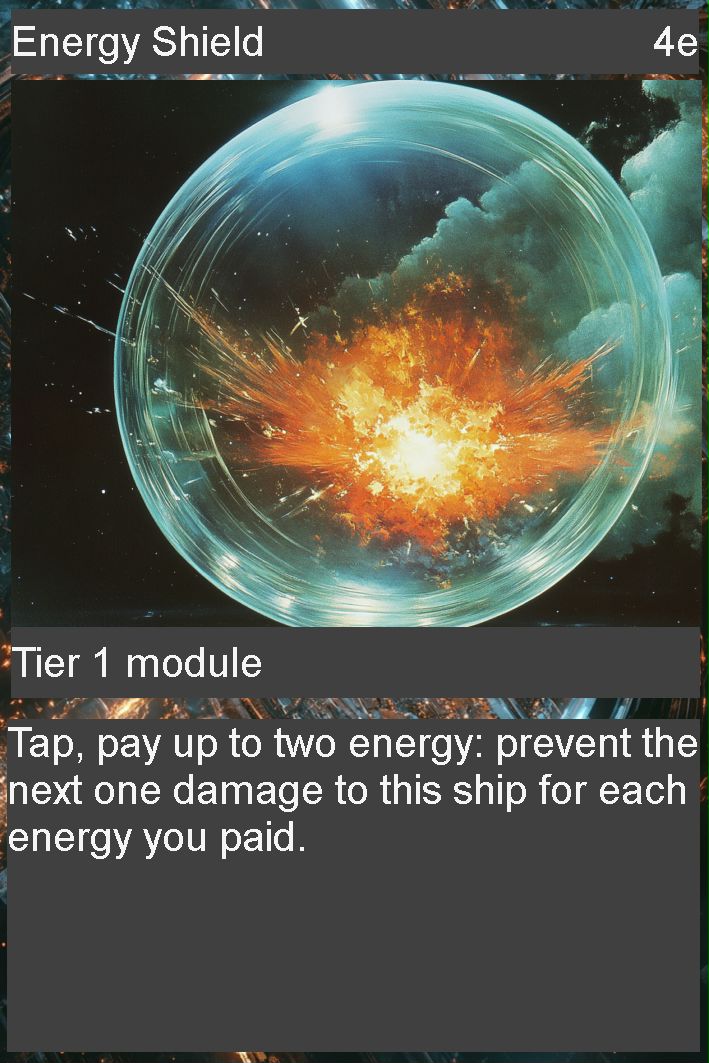 Energy Shield 4e
Tier 1 module
Tap, pay up to two energy: prevent the
next one damage to this ship for each
energy you paid.